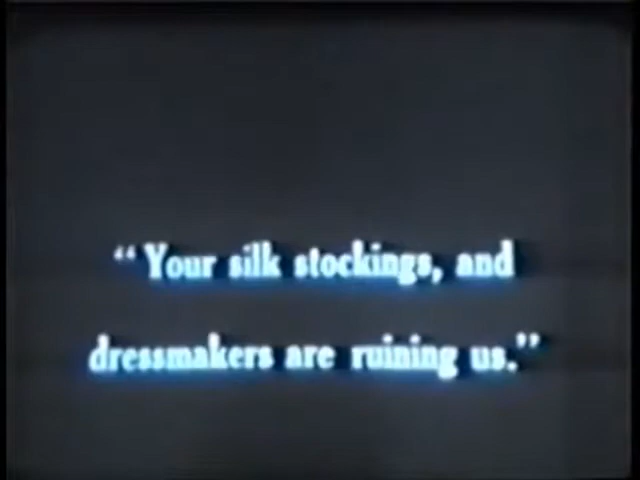 “Your silk stockings, and
dressmakers are ruining us.”